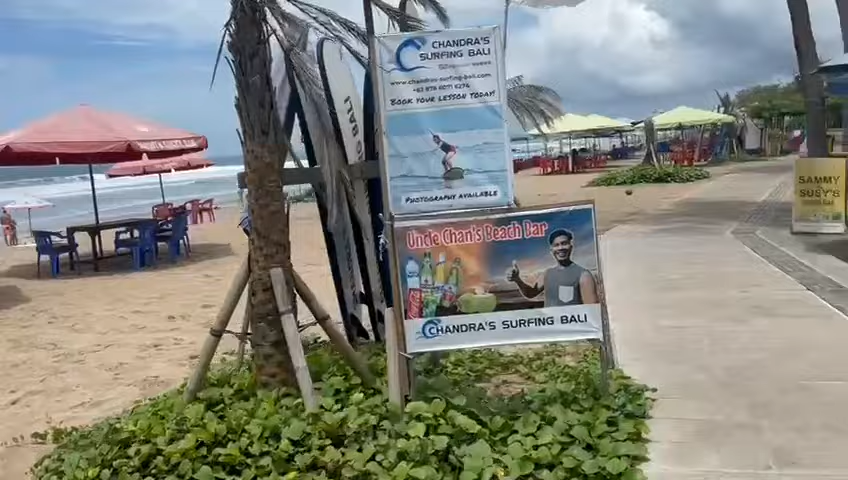 CHANDRA'S
SURFING BALI
www.chandras-surfing-bali.com
BOOK YOUR LESSON TODAY!
PHOTOGRAPHY AVAILABLE
Uncle Chan's Beach Bar
CHANDRA'S SURFING BALI
BALI
SAMMY
SUSY'S